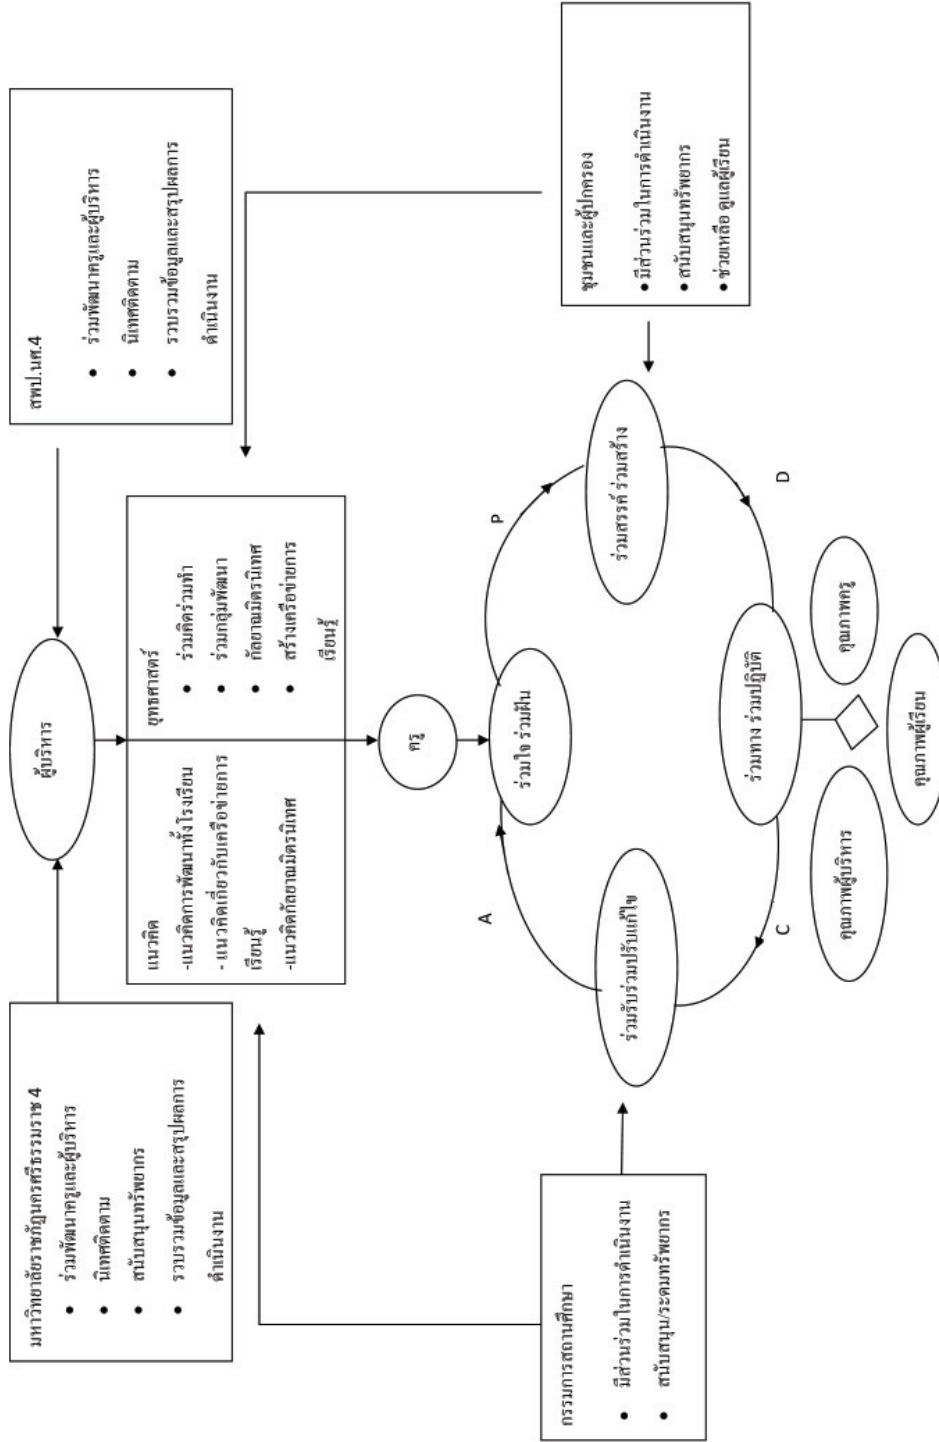 มหาวิทยาลัยราชภัฏนครศรีธรรมราช 4
• ร่วมพัฒนาครูและผู้บริหาร
• นิเทศติดตาม
• สนับสนุนทรัพยากร
• รวบรวมข้อมูลและสรุปผลการ
ดำเนินงาน
ผู้บริหาร
สพป.นศ.4
• ร่วมพัฒนาครูและผู้บริหาร
• นิเทศติดตาม
• รวบรวมข้อมูลและสรุปผลการ
ดำเนินงาน
แนวคิด
-แนวคิดการพัฒนาทั้งโรงเรียน
- แนวคิดเกี่ยวกับเครือข่ายการ
เรียนรู้
-แนวคิดกัลยาณมิตรนิเทศ
ยุทธศาสตร์
• ร่วมคิดร่วมทำ
• ร่วมกลุ่มพัฒนา
• กัลยาณมิตรนิเทศ
• สร้างเครือข่ายการ
เรียนรู้
ครู
ร่วมใจ ร่วมฝัน
A
P
กรรมการสถานศึกษา
• มีส่วนร่วมในการดำเนินงาน
• สนับสนุน/ระดมทรัพยากร
ร่วมรับร่วมปรับแก้ไข
ร่วมสรรค์ ร่วมสร้าง
ชุมชนและผู้ปกครอง
• มีส่วนร่วมในการดำเนินงาน
• สนับสนุนทรัพยากร
• ช่วยเหลือ ดูแลผู้เรียน
ร่วมทาง ร่วมปฏิบัติ
C
D
คุณภาพผู้บริหาร
คุณภาพครู
คุณภาพผู้เรียน